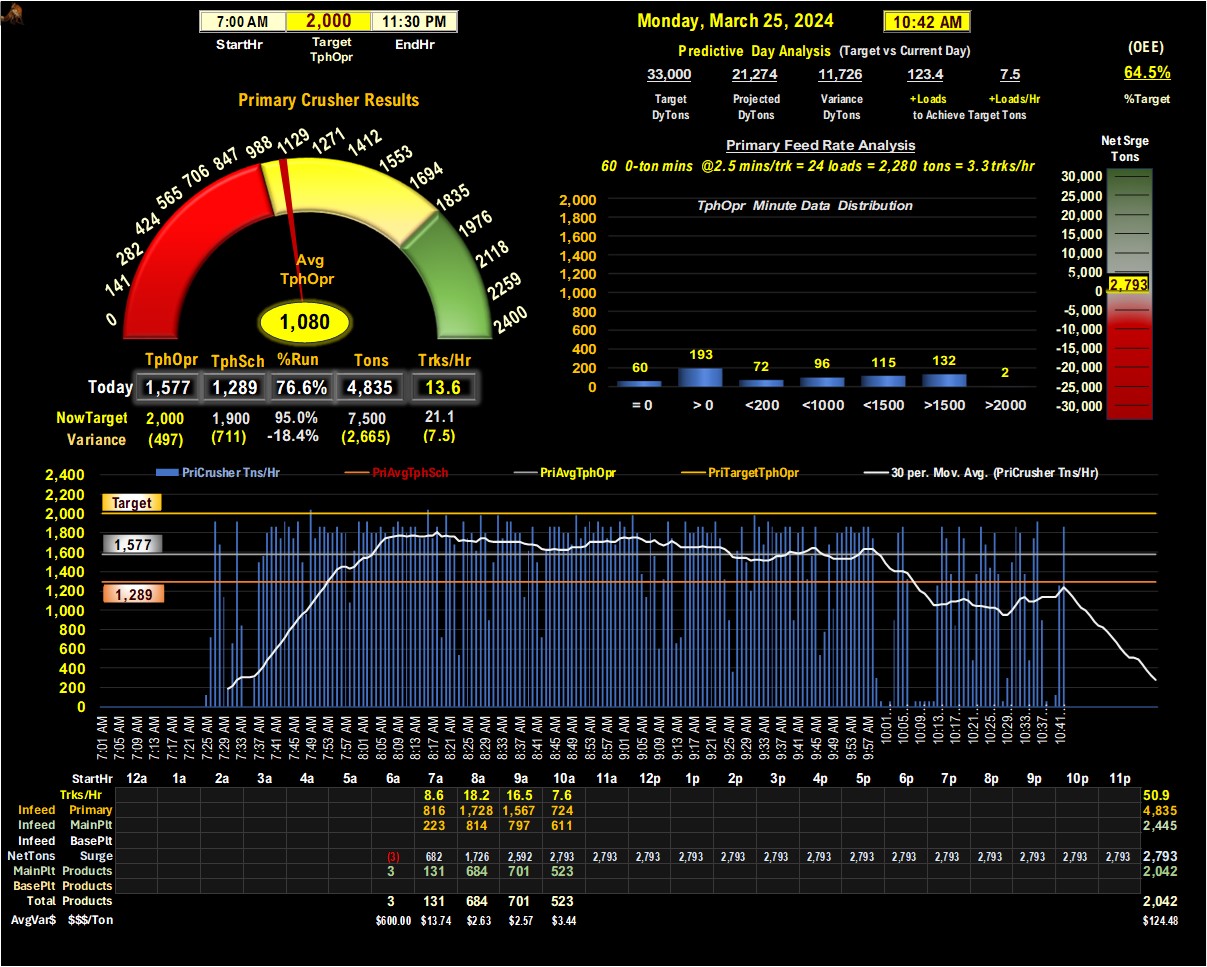 7:00 AM 2,000 11:30 PM
StartHr Target TphOpr EndHr
Monday, March 25, 2024 10:42 AM
Predictive Day Analysis (Target vs Current Day)
(OEE)
33,000 21,274 11,726 123.4 7.5
64.5%
Target DyTons Projected DyTons Variance DyTons +Loads +Loads/Hr to Achieve Target Tons
%Target
Primary Crusher Results
0 141 282 424 565 706 847 988 1129 1271 1412 1553 1694 1835 1976 2118 2259 2400
Avg
TphOpr
1,080
TphOpr TphSch %Run Tons Trks/Hr
Today 1,577 1,289 76.6% 4,835 13.6
NowTarget 2,000 1,900 95.0% 7,500 21.1
Variance (497) (711) -18.4% (2,665) (7.5)
Primary Feed Rate Analysis
60 0-ton mins @2.5 mins/trk = 24 loads = 2,280 tons = 3.3trks/hr
TphOpr Minute Data Distribution
2,000
1,800
1,600
1,400
1,200
1,000
800
600
400
200
0
60 193 72 96 115 132 2
= 0 > 0 <200 <1000 <1500 >1500 >2000
Net Srge
Tons
30,000
25,000
20,000
15,000
10,000
5,000
2,793
0
-5,000
-10,000
-15,000
-20,000
-25,000
-30,000
PriCrusher Tns/Hr PriAvgTphSch PriAvgTphOpr PriTargetTphOpr 30 per. Mov. Avg. (PriCrusher Tns/Hr)
2,400
2,200
2,000
1,800
1,600
1,400
1,200
1,000
800
600
400
200
0
Target
1,577
1,289
7:01 AM 7:05 AM 7:09 AM 7:13 AM 7:17 AM 7:21 AM 7:25 AM 7:29 AM 7:33 AM 7:37 AM 7:41 AM 7:45 AM 7:49 AM 7:53 AM 7:57 AM 8:01 AM 8:05 AM 8:09 AM 8:13 AM 8:17 AM 8:21 AM 8:25 AM 8:29 AM 8:33 AM 8:37 AM 8:41 AM 8:45 AM 8:49 AM 8:53 AM 8:57 AM 9:01 AM 9:05 AM 9:09 AM 9:13 AM 9:17 AM 9:21 AM 9:25 AM 9:29 AM 9:33 AM 9:37 AM 9:41 AM 9:45 AM 9:49 AM 9:53 AM 9:57 AM 10:01... 10:05... 10:09... 10:13... 10:17... 10:21... 10:25... 10:29... 10:33... 10:37... 10:41...
StartHr 12a 1a 2a 3a 4a 5a 6a 7a 8a 9a 10a 11a 12p 1p 2p 3p 4p 5p 6p 7p 8p 9p 10p 11p
Trks/Hr 8.6 18.2 16.5 7.6 50.9
Infeed Primary 816 1,728 1,567 724 4,835
Infeed MainPlt 223 814 797 611 2,445
Infeed BasePlt
NetTons Surge (3) 682 1,726 2,592 2,793 2,793 2,793 2,793 2,793 2,793 2,793 2,793 2,793 2,793 2,793 2,793 2,793 2,793 2,793
MainPlt Products 3 131 684 701 523 2,042
BasePlt Products
Total Products 3 131 684 701 523 2,042
AvgVar$ $$$/Ton $600.00 $13.74 $2.63 $2.57 $3.44 $124.48